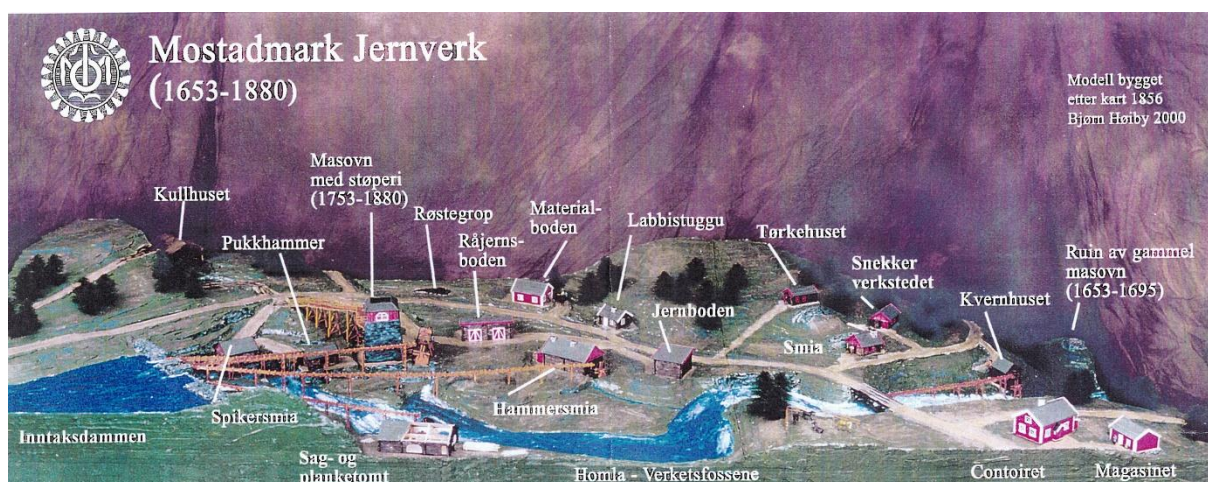 Mostadmark Jernverk
(1653-1880)
Modell bygget
etter kart 1856
Bjørn Høiby 2000
Kullhuset
Pukkhammer
Masovn
med støperi
(1753-1880)
Røstegrop
Råjerns-
boden
Material-
boden
Labbistuggu
Jernboden
Tørkehuset
Snekker
verkstedet
Smia
Kvernhuset
Ruin av gammel
masovn
(1653-1695)
Inntaksdammen
Spikersmia
Sag- og
planketomt
Hammersmia
Homla - Verketsfossene
Contoiret
Magasinet